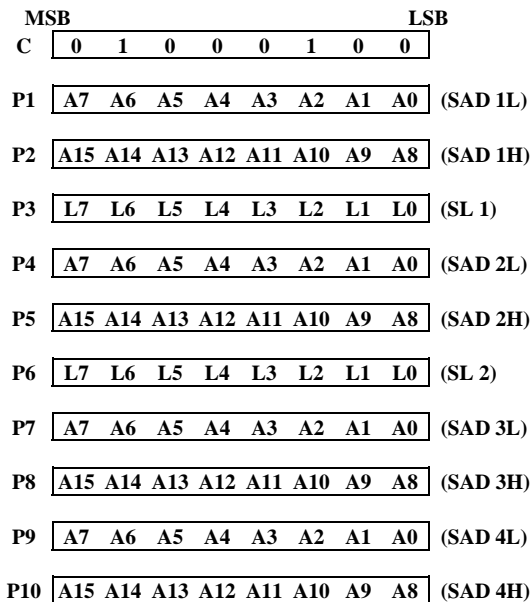 MSB LSB
C 0 1 0 0 0 1 0 0
P1 A7 A6 A5 A4 A3 A2 A1 A0 (SAD 1L)
P2 A15 A14 A13 A12 A11 A10 A9 A8 (SAD 1H)
P3 L7 L6 L5 L4 L3 L2 L1 L0 (SL 1)
P4 A7 A6 A5 A4 A3 A2 A1 A0 (SAD 2L)
P5 A15 A14 A13 A12 A11 A10 A9 A8 (SAD 2H)
P6 L7 L6 L5 L4 L3 L2 L1 L0 (SL 2)
P7 A7 A6 A5 A4 A3 A2 A1 A0 (SAD 3L)
P8 A15 A14 A13 A12 A11 A10 A9 A8 (SAD 3H)
P9 A7 A6 A5 A4 A3 A2 A1 A0 (SAD 4L)
P10 A15 A14 A13 A12 A11 A10 A9 A8 (SAD 4H)